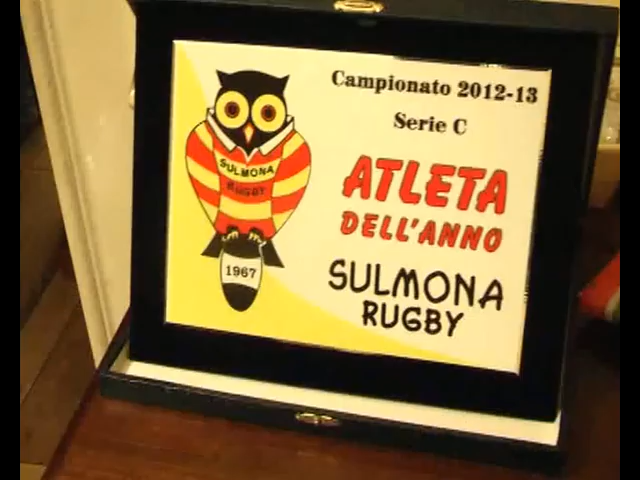 Campionato 2012-13
Serie C
ATLETA
DELL'ANNO
SULMONA
RUGBY
SULMONA
RUGBY
1967